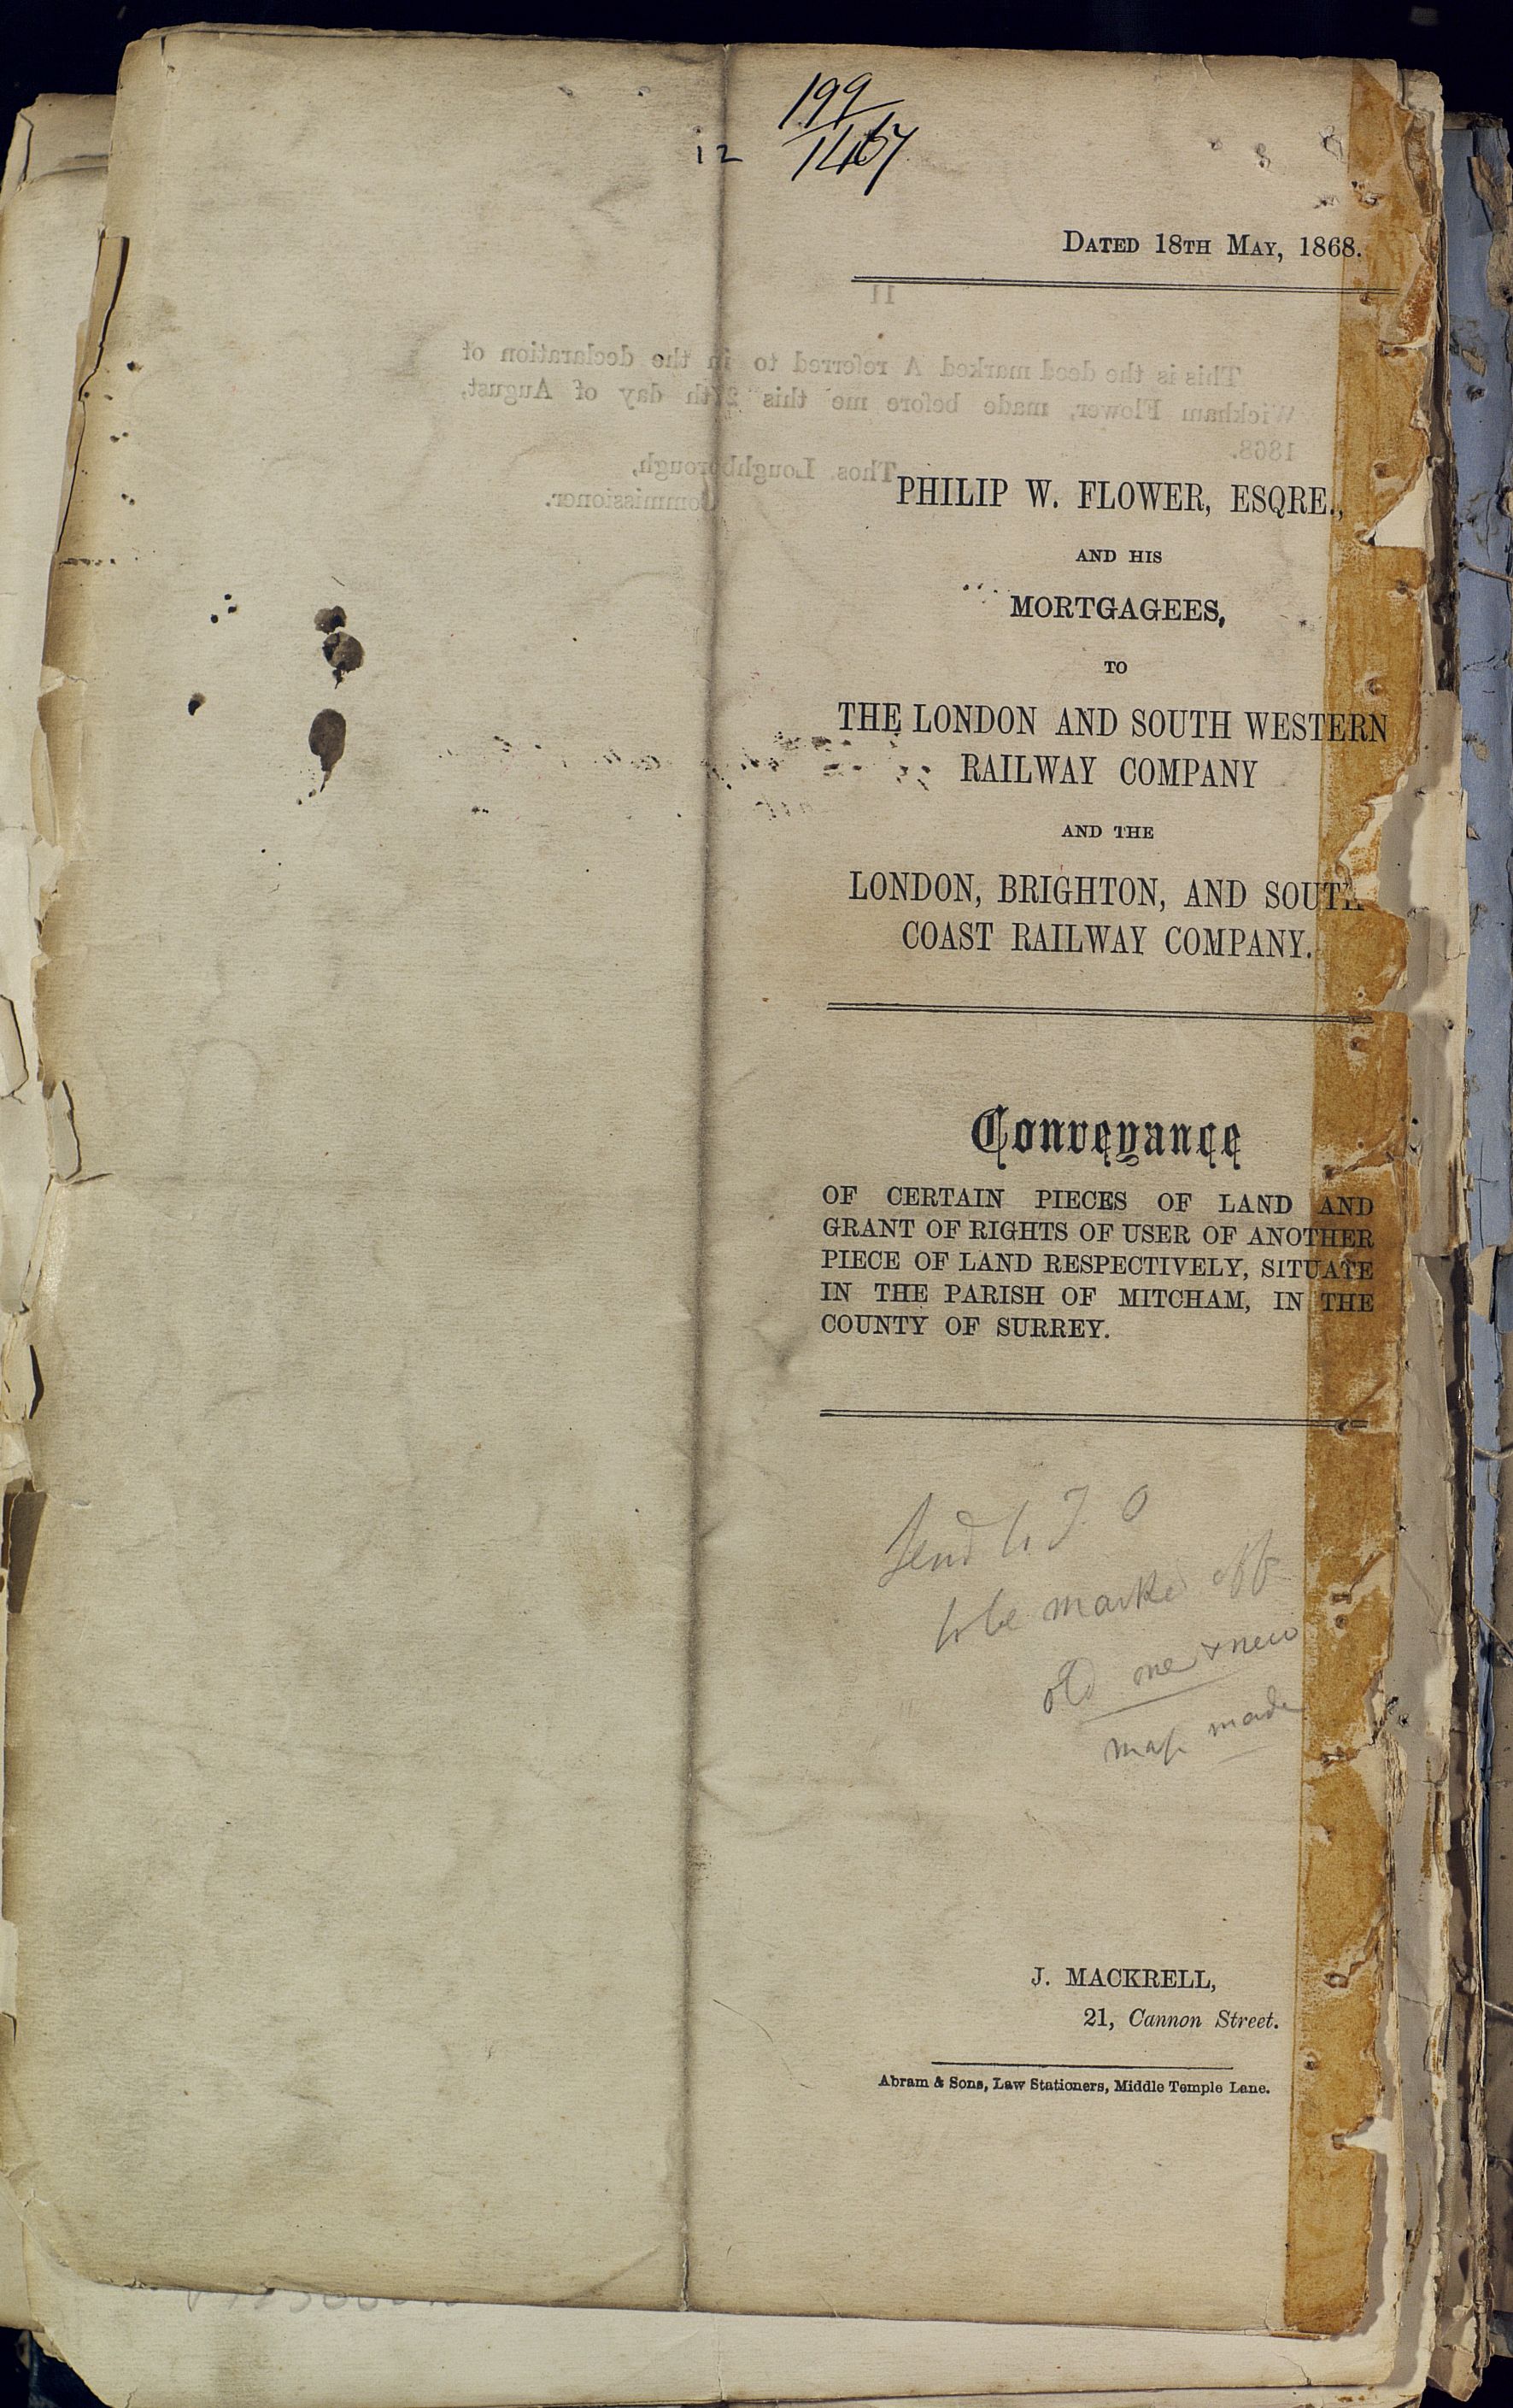 199
12
DATED 18TH MAY, 1868.
11
This is the deed marked A referred to in the declaration of
Wickham Flower, made before me this 27th day of August,
1868.
Thos. Loughborough,
Commissioner.
PHILIP W. FLOWER, ESQRE.,
AND HIS
MORTGAGEES,
TO
THE LONDON AND SOUTH WESTERN
RAILWAY COMPANY
AND THE
LONDON, BRIGHTON, AND SOUTH
COAST RAILWAY COMPANY.
Conveyance
OF CERTAIN PIECES OF LAND AND
GRANT OF RIGHTS OF USER OF ANOTHER
PIECE OF LAND RESPECTIVELY, SITUATE
IN THE PARISH OF MITCHAM, IN THE
COUNTY OF SURREY.
Send to J. O
to be marked off
old one & new
map made
J. MACKRELL,
21, Cannon Street.
Abram & Sons, Law Stationers, Middle Temple Lane.